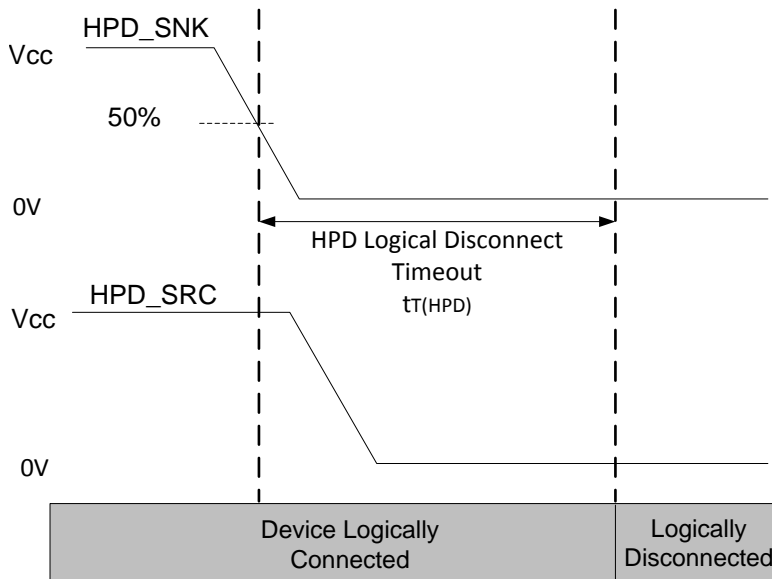 HPD_SNK
Vcc
50%
0V
HPD Logical Disconnect
Timeout
tT(HPD)
HPD_SRC
Vcc
0V
Device Logically
Connected
Logically
Disconnected